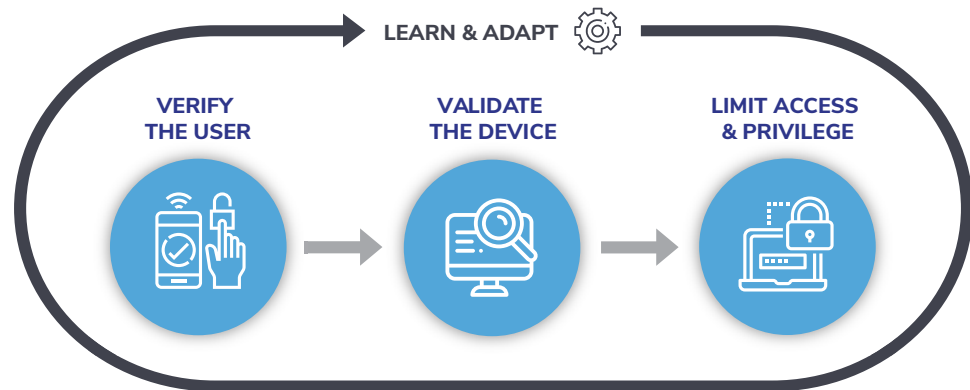 LEARN & ADAPT
VERIFY
THE USER
VALIDATE
THE DEVICE
LIMIT ACCESS
& PRIVILEGE